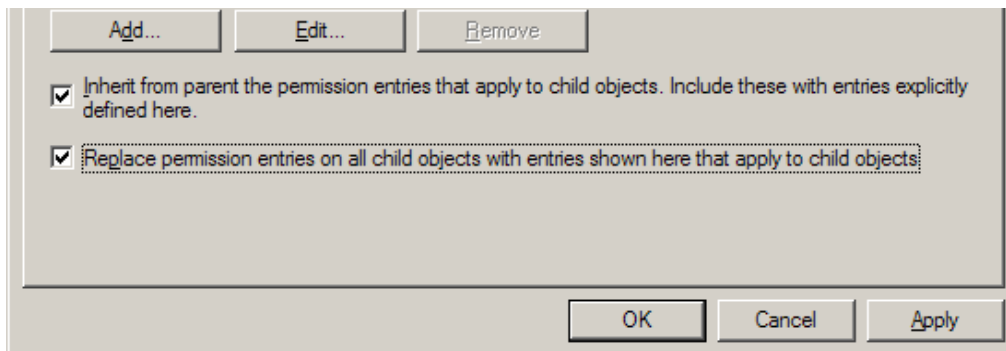 Add... Edit... Remove
Inherit from parent the permission entries that apply to child objects. Include these with entries explicitly
defined here.
Replace permission entries on all child objects with entries shown here that apply to child objects
OK Cancel Apply